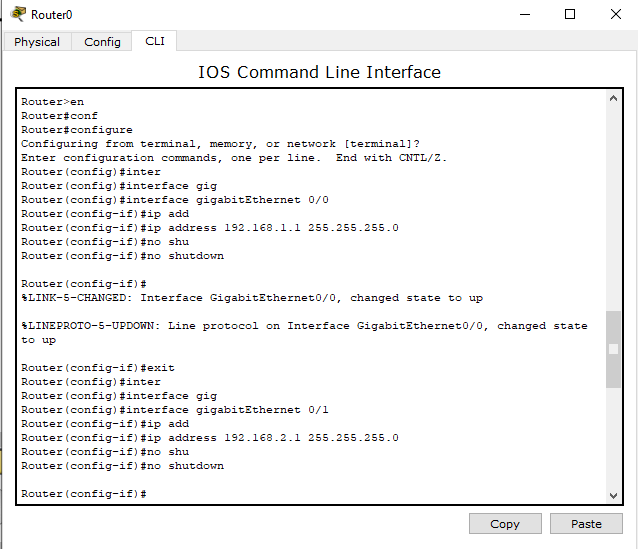 Router0
Physical Config CLI
IOS Command Line Interface
Router>en
Router#conf
Router#configure
Configuring from terminal, memory, or network [terminal]?
Enter configuration commands, one per line.  End with CNTL/Z.
Router(config)#inter
Router(config)#interface gig
Router(config)#interface gigabitEthernet 0/0
Router(config-if)#ip add
Router(config-if)#ip address 192.168.1.1 255.255.255.0
Router(config-if)#no shu
Router(config-if)#no shutdown
Router(config-if)#
%LINK-5-CHANGED: Interface GigabitEthernet0/0, changed state to up
%LINEPROTO-5-UPDOWN: Line protocol on Interface GigabitEthernet0/0, changed state
to up
Router(config-if)#exit
Router(config)#inter
Router(config)#interface gig
Router(config)#interface gigabitEthernet 0/1
Router(config-if)#ip add
Router(config-if)#ip address 192.168.2.1 255.255.255.0
Router(config-if)#no shu
Router(config-if)#no shutdown
Router(config-if)#
Copy Paste